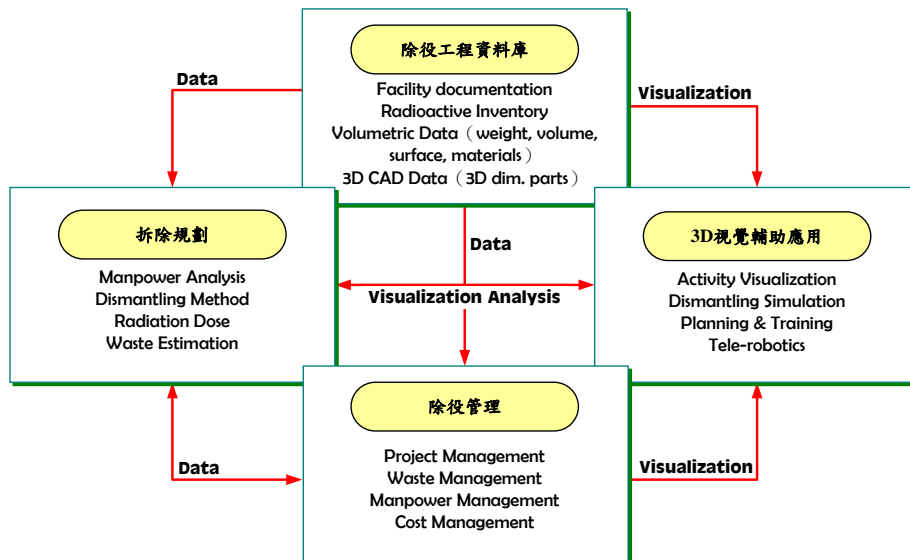 除役工程資料庫
Facility documentation
Radioactive Inventory
Volumetric Data（weight, volume,
surface, materials）
3D CAD Data（3D dim. parts）
Data
Visualization
拆除規劃
Manpower Analysis
Dismantling Method
Radiation Dose
Waste Estimation
Data
Visualization Analysis
3D視覺輔助應用
Activity Visualization
Dismantling Simulation
Planning & Training
Tele-robotics
除役管理
Project Management
Waste Management
Manpower Management
Cost Management
Data
Visualization